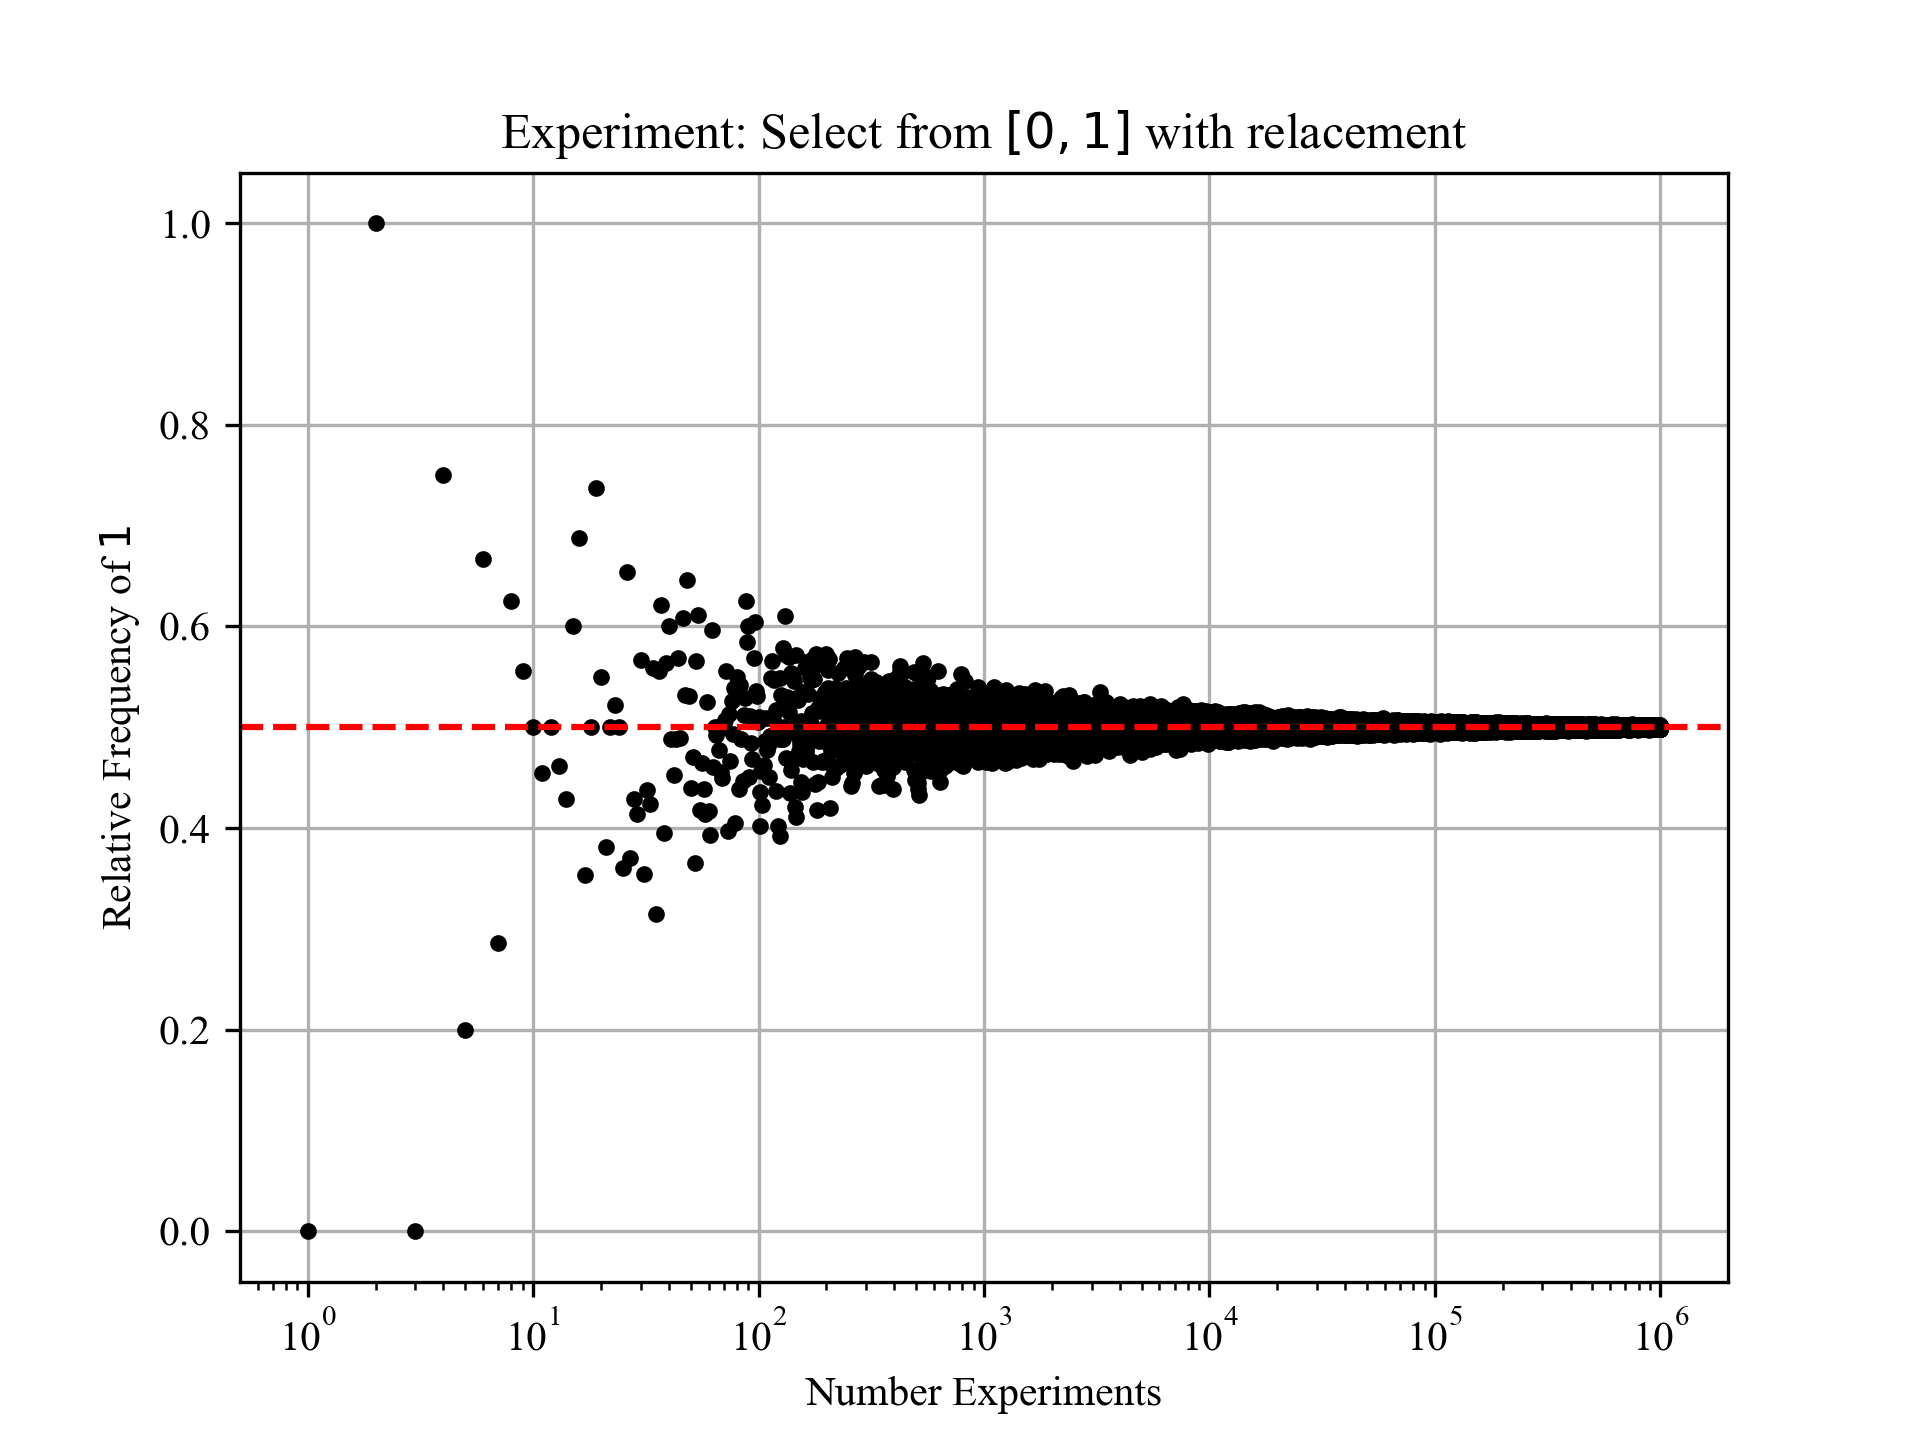 Experiment: Select from [0, 1] with relacement
1.0
0.8
0.6
0.4
0.2
0.0
Relative Frequency of 1
10^0 10^1 10^2 10^3 10^4 10^5 10^6
Number Experiments